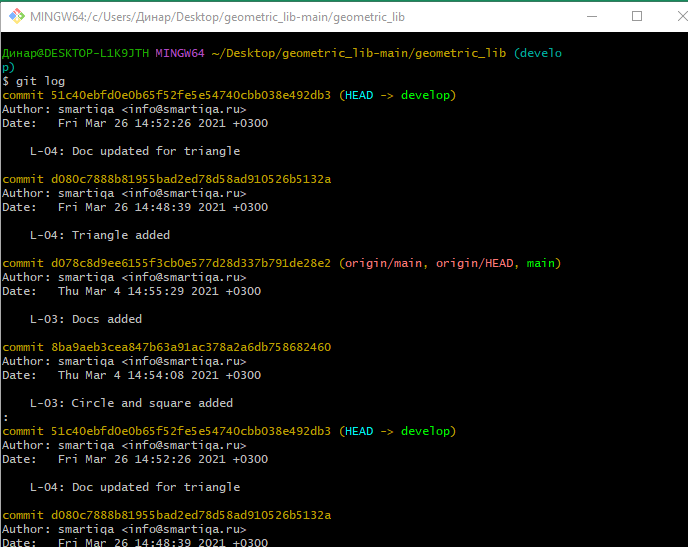 MINGW64:/c/Users/Динар/Desktop/geometric_lib-main/geometric_lib
Динар@DESKTOP-L1K9JTH MINGW64 ~/Desktop/geometric_lib-main/geometric_lib (develo
p)
$ git log
commit 51c40ebfd0e0b65f52fe5e54740cbb038e492db3 (HEAD -> develop)
Author: smartiqa <info@smartiqa.ru>
Date:   Fri Mar 26 14:52:26 2021 +0300
L-04: Doc updated for triangle
commit d080c7888b81955bad2ed78d58ad910526b5132a
Author: smartiqa <info@smartiqa.ru>
Date:   Fri Mar 26 14:48:39 2021 +0300
L-04: Triangle added
commit d078c8d9ee6155f3cb0e577d28d337b791de28e2 (origin/main, origin/HEAD, main)
Author: smartiqa <info@smartiqa.ru>
Date:   Thu Mar 4 14:55:29 2021 +0300
L-03: Docs added
commit 8ba9aeb3cea847b63a91ac378a2a6db758682460
Author: smartiqa <info@smartiqa.ru>
Date:   Thu Mar 4 14:54:08 2021 +0300
L-03: Circle and square added
:
commit 51c40ebfd0e0b65f52fe5e54740cbb038e492db3 (HEAD -> develop)
Author: smartiqa <info@smartiqa.ru>
Date:   Fri Mar 26 14:52:26 2021 +0300
L-04: Doc updated for triangle
commit d080c7888b81955bad2ed78d58ad910526b5132a
Author: smartiqa <info@smartiqa.ru>
Date:   Fri Mar 26 14:48:39 2021 +0300